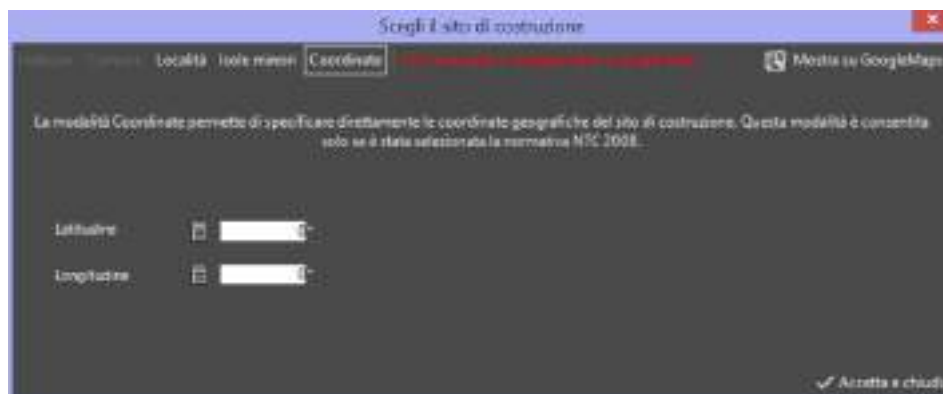 Scegli il sito di costruzione
Località Isole minori Coordinate Mostra su GoogleMaps
La modalità Coordinate permette di specificare direttamente le coordinate geografiche del sito di costruzione. Questa modalità è consentita
solo se è stata selezionata la normativa NTC 2008.
Latitudine 0°
Longitudine 0°
Accetta e chiudi